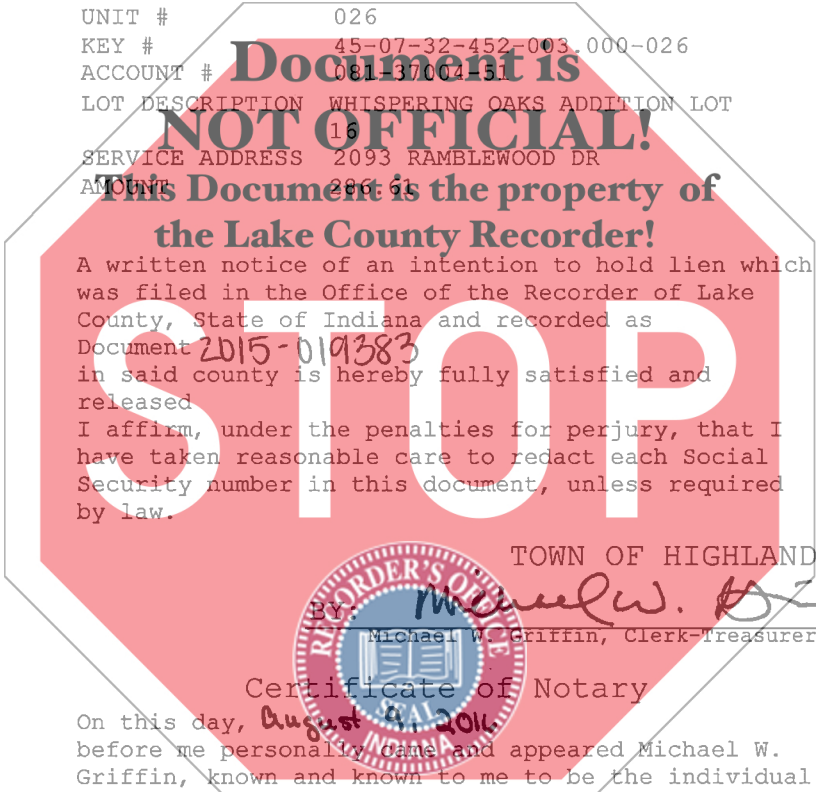 UNIT # 026
KEY # 45-07-32-452-003.000-026
Document is
ACCOUNT # 081-37004-51
LOT DESCRIPTION WHISPERING OAKS ADDITION LOT
16
NOT OFFICIAL!
SERVICE ADDRESS 2093 RAMBLEWOOD DR
AMOUNT 286.61
This Document is the property of
the Lake County Recorder!
A written notice of an intention to hold lien which
was filed in the Office of the Recorder of Lake
County, State of Indiana and recorded as
Document 2015-019383
in said county is hereby fully satisfied and
released
I affirm, under the penalties for perjury, that I
have taken reasonable care to redact each Social
Security number in this document, unless required
by law.
STOP
TOWN OF HIGHLAND
BY: Michael W.
Michael W. Griffin, Clerk-Treasurer
RECORDER'S OFFICE
SEAL
INDIANA
Certificate of Notary
On this day, August 9, 2016
before me personally came and appeared Michael W.
Griffin, known and known to me to be the individual